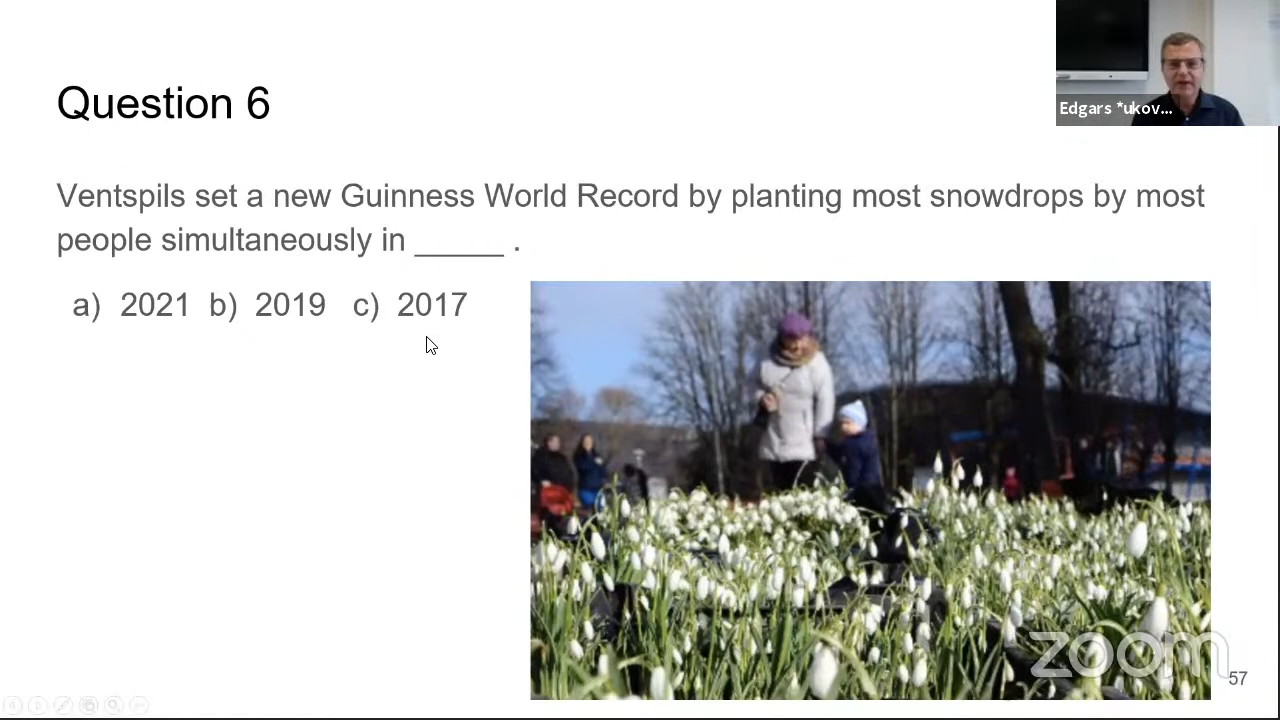 Question 6
Edgars *ukov...
Ventspils set a new Guinness World Record by planting most snowdrops by most
people simultaneously in _____ .
a) 2021 b) 2019 c) 2017
zoom
57